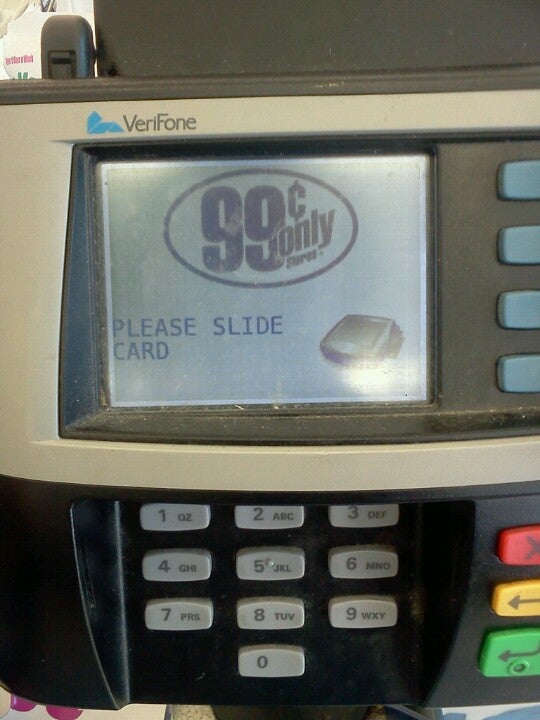 VeriFone
99¢ only
Stores
PLEASE SLIDE
CARD
1 QZ
2 ABC
3 DEF
4 GHI
5 JKL
6 MNO
7 PRS
8 TUV
9 WXY
0